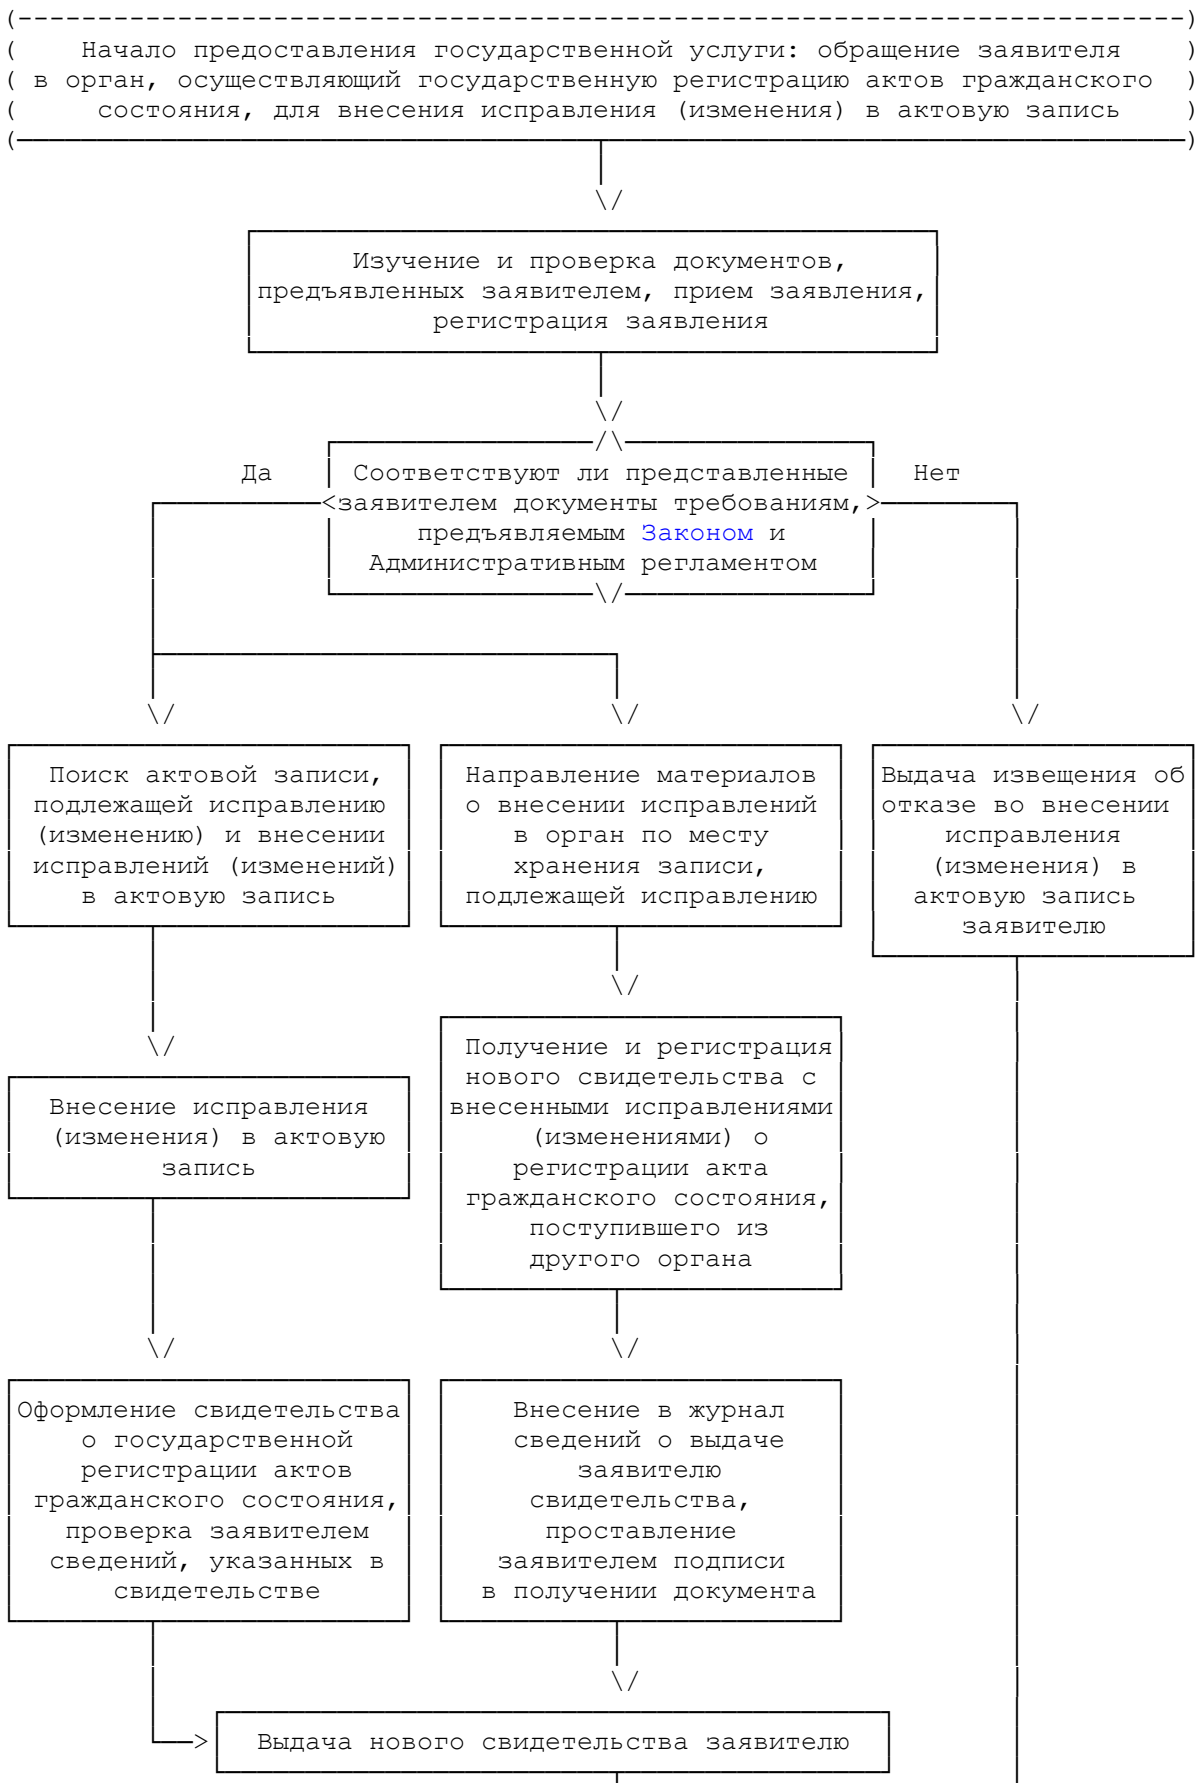 Начало предоставления государственной услуги: обращение заявителя
в орган, осуществляющий государственную регистрацию актов гражданского
состояния, для внесения исправления (изменения) в актовую запись
Изучение и проверка документов,
предъявленных заявителем, прием заявления,
регистрация заявления
Да
Соответствуют ли представленные
заявителем документы требованиям,
предъявляемым Законом и
Административным регламентом
Нет
Поиск актовой записи,
подлежащей исправлению
(изменению) и внесении
исправлений (изменений)
в актовую запись
Направление материалов
о внесении исправлений
в орган по месту
хранения записи,
подлежащей исправлению
Выдача извещения об
отказе во внесении
исправления
(изменения) в
актовую запись
заявителю
Внесение исправления
(изменения) в актовую
запись
Получение и регистрация
нового свидетельства с
внесенными исправлениями
(изменениями) о
регистрации акта
гражданского состояния,
поступившего из
другого органа
Оформление свидетельства
о государственной
регистрации актов
гражданского состояния,
проверка заявителем
сведений, указанных в
свидетельстве
Внесение в журнал
сведений о выдаче
заявителю
свидетельства,
проставление
заявителем подписи
в получении документа
Выдача нового свидетельства заявителю